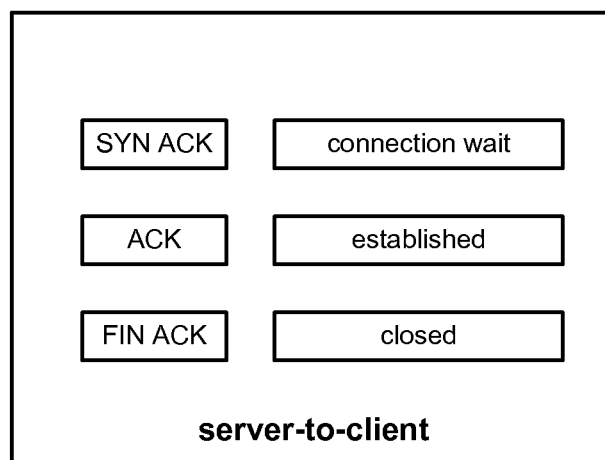 SYN ACK connection wait
ACK established
FIN ACK closed
server-to-client